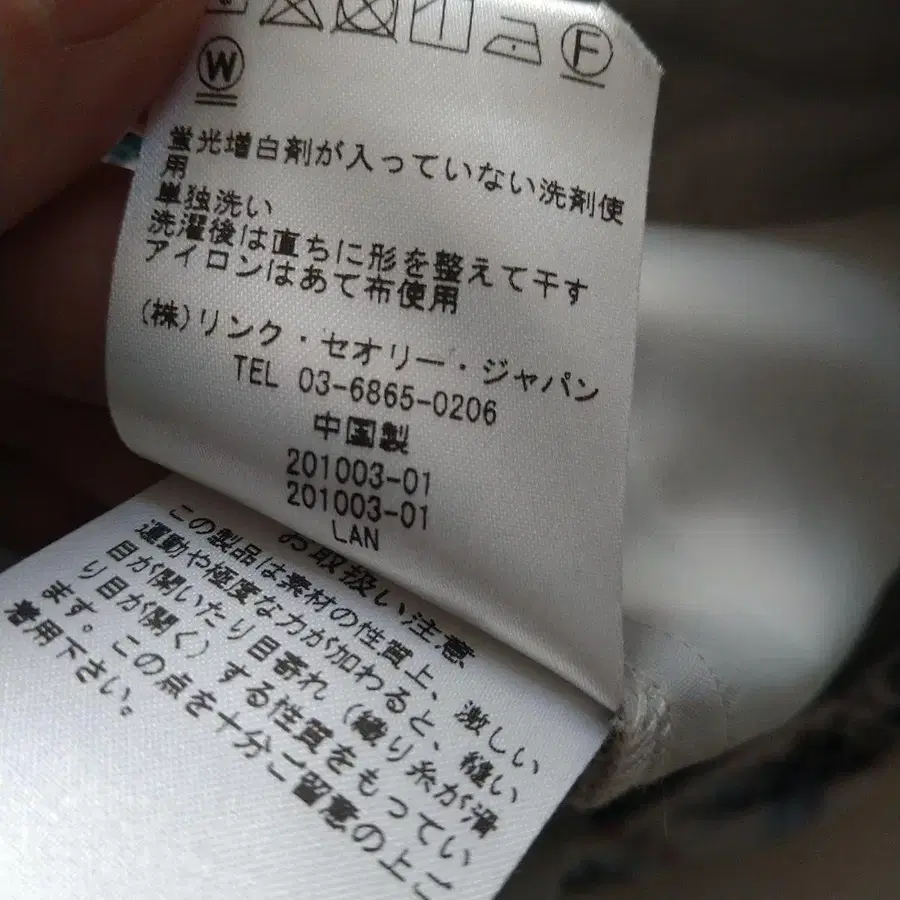 F
W
蛍光増白剤が入っていない洗剤使
用
単独洗い
洗濯後は直ちに形を整えて干す
アイロンはあて布使用
(株)リンク・セオリー・ジャパン
TEL 03-6865-0206
中国製
201003-01
201003-01
LAN
お取扱い注意
この製品は素材の性質上、激しい
運動や極度な力が加わると、縫い
目が開いたり目寄れ(織り糸が滑
り目が開く)する性質をもってい
ます。この点を十分ご留意の上ご
着用下さい。